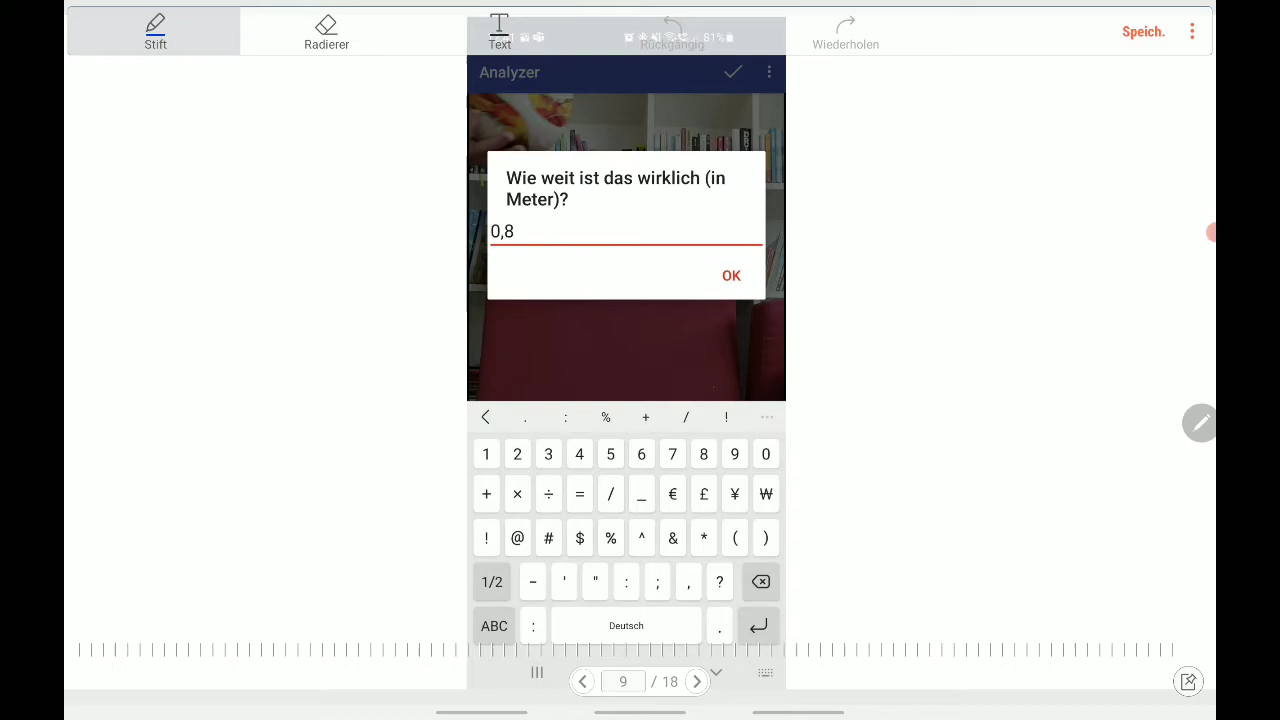 Stift
Radierer
Text
Rückgängig
Wiederholen
Speich.
81%
Analyzer
Wie weit ist das wirklich (in
Meter)?
0,8
OK
. : % + / ! ...
1 2 3 4 5 6 7 8 9 0
+ × ÷ = / _ € £ ¥ ₩
! @ # $ % ^ & * ( )
1/2 - ' " : ; , ?
ABC : Deutsch .
9 / 18